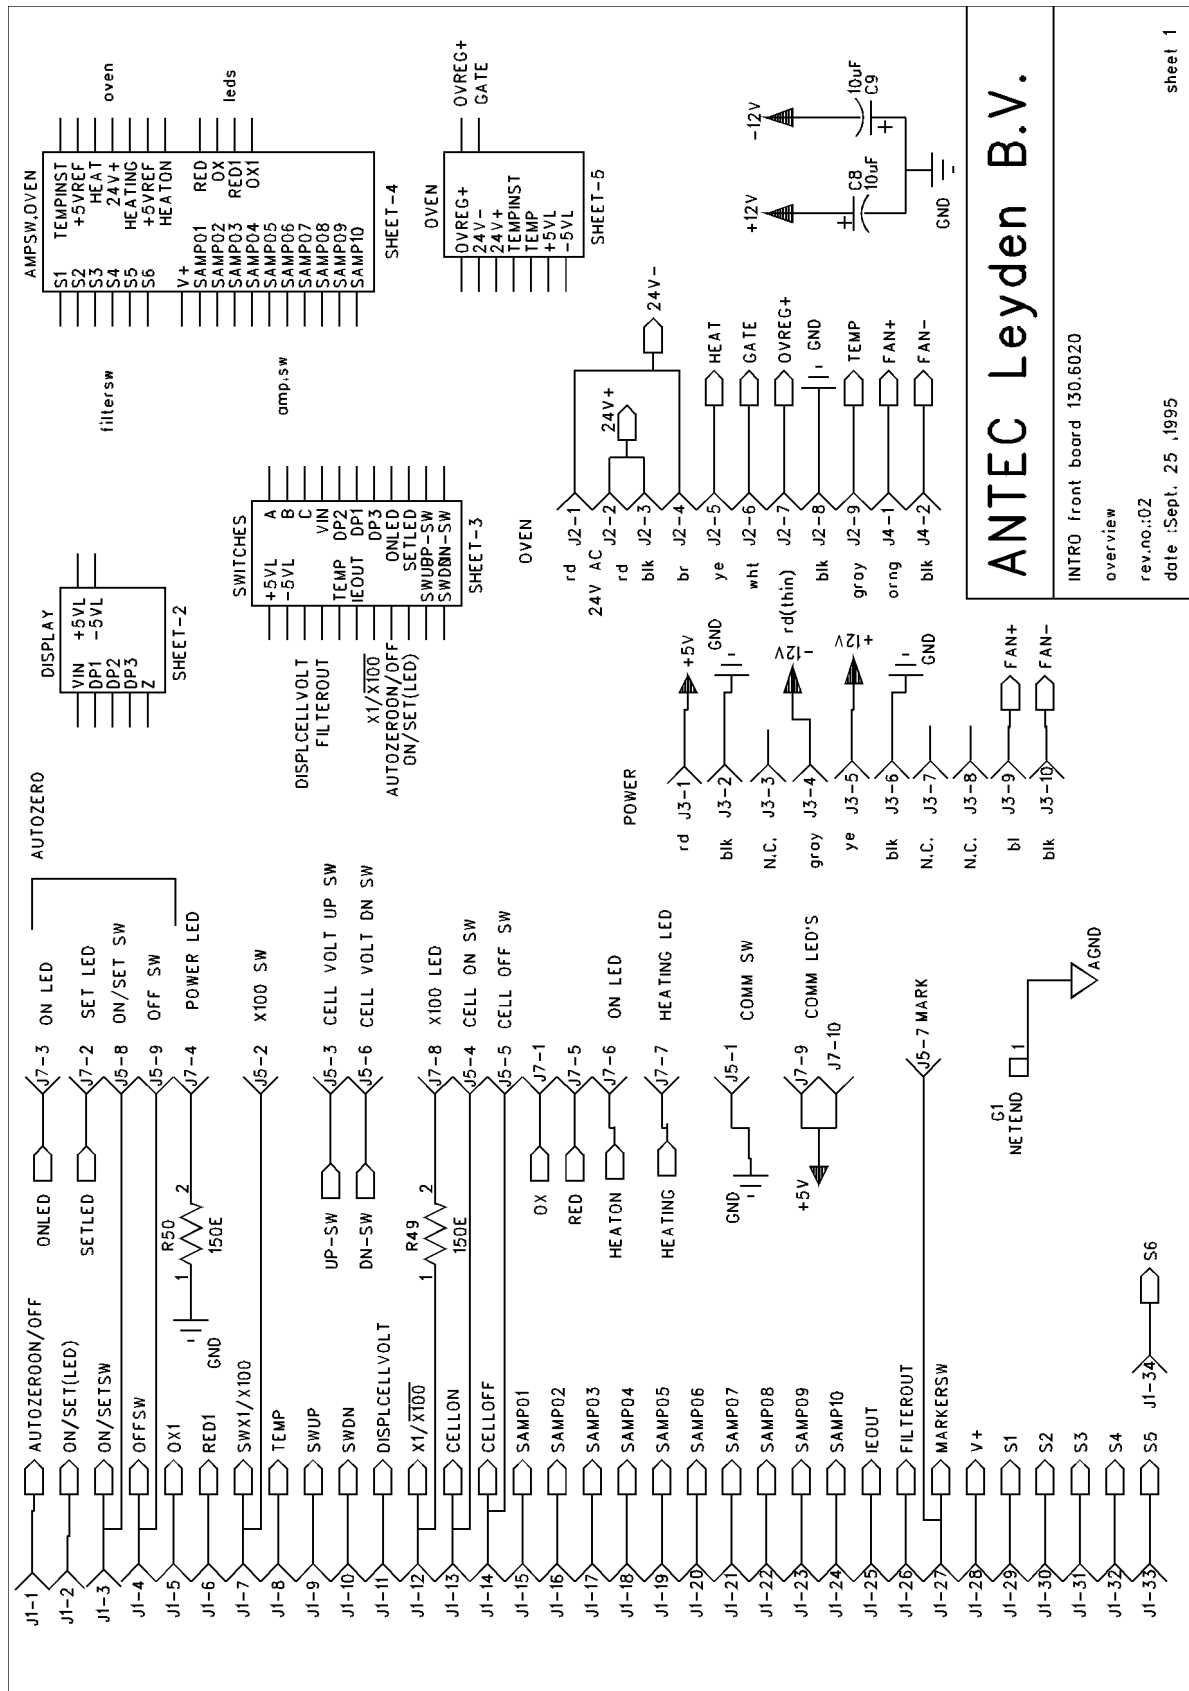 J1-1 AUTOZEROON/OFF
J1-2 ON/SET(LED)
J1-3 ON/SETSW
J1-4 OFFSW
J1-5 OX1
J1-6 RED1
J1-7 SWX1/X100
J1-8 TEMP
J1-9 SWUP
J1-10 SWDN
J1-11 DISPLCELLVOLT
J1-12 X1/X100
J1-13 CELLON
J1-14 CELLOFF
J1-15 SAMP01
J1-16 SAMP02
J1-17 SAMP03
J1-18 SAMP04
J1-19 SAMP05
J1-20 SAMP06
J1-21 SAMP07
J1-22 SAMP08
J1-23 SAMP09
J1-24 SAMP10
J1-25 IEOUT
J1-26 FILTEROUT
J1-27 MARKERSW
J1-28 V+
J1-29 S1
J1-30 S2
J1-31 S3
J1-32 S4
J1-33 S5
J1-34 S6
AUTOZERO
ONLED J7-3 ON LED
SETLED J7-2 SET LED
J5-8 ON/SET SW
J5-9 OFF SW
GND 1 R50 150E 2 J7-4 POWER LED
J5-2 X100 SW
UP-SW J5-3 CELL VOLT UP SW
DN-SW J5-6 CELL VOLT DN SW
1 R49 150E 2 J7-8 X100 LED
J5-4 CELL ON SW
J5-5 CELL OFF SW
OX J7-1
RED J7-5
HEATON J7-6 ON LED
HEATING J7-7 HEATING LED
GND J5-1 COMM SW
+5V J7-9 COMM LED'S
J7-10
J5-7 MARK
G1
NETEND
1
AGND
DISPLAY
VIN +5VL
DP1 -5VL
DP2
DP3
Z
SHEET-2
SWITCHES
+5VL A
-5VL B
C
DISPLCELLVOLT VIN
FILTEROUT TEMP DP2
IEOUT DP1
DP3
X1/X100 ONLED
AUTOZEROON/OFF SETLED
ON/SET(LED) SWUP UP-SW
SWDN DN-SW
SHEET-3
AMPSW,OVEN
filtersw
oven
S1 TEMPINST
S2 +5VREF
S3 HEAT
S4 24V+
S5 HEATING
S6 +5VREF
HEATON
amp.sw
leds
V+
SAMP01 RED
SAMP02 OX
SAMP03 RED1
SAMP04 OX1
SAMP05
SAMP06
SAMP07
SAMP08
SAMP09
SAMP10
SHEET-4
OVEN
OVREG+ OVREG+
24V- GATE
24V+
TEMPINST
TEMP
+5VL
-5VL
SHEET-5
POWER
rd J3-1 +5V
blk J3-2 GND
N.C. J3-3
gray J3-4 -12V rd(thin)
ye J3-5 +12V
blk J3-6 GND
N.C. J3-7
N.C. J3-8
bl J3-9 FAN+
blk J3-10 FAN-
OVEN
rd J2-1 24V-
24V AC
rd J2-2 24V+
blk J2-3
br J2-4
ye J2-5 HEAT
wht J2-6 GATE
J2-7 OVREG+
blk J2-8 GND
gray J2-9 TEMP
orng J4-1 FAN+
blk J4-2 FAN-
+12V -12V
+ C8 10uF
+ 10uF C9
GND
ANTEC Leyden B.V.
INTRO front board 130.6020
overview
rev.no.:02
date :Sept. 25 ,1995 sheet 1